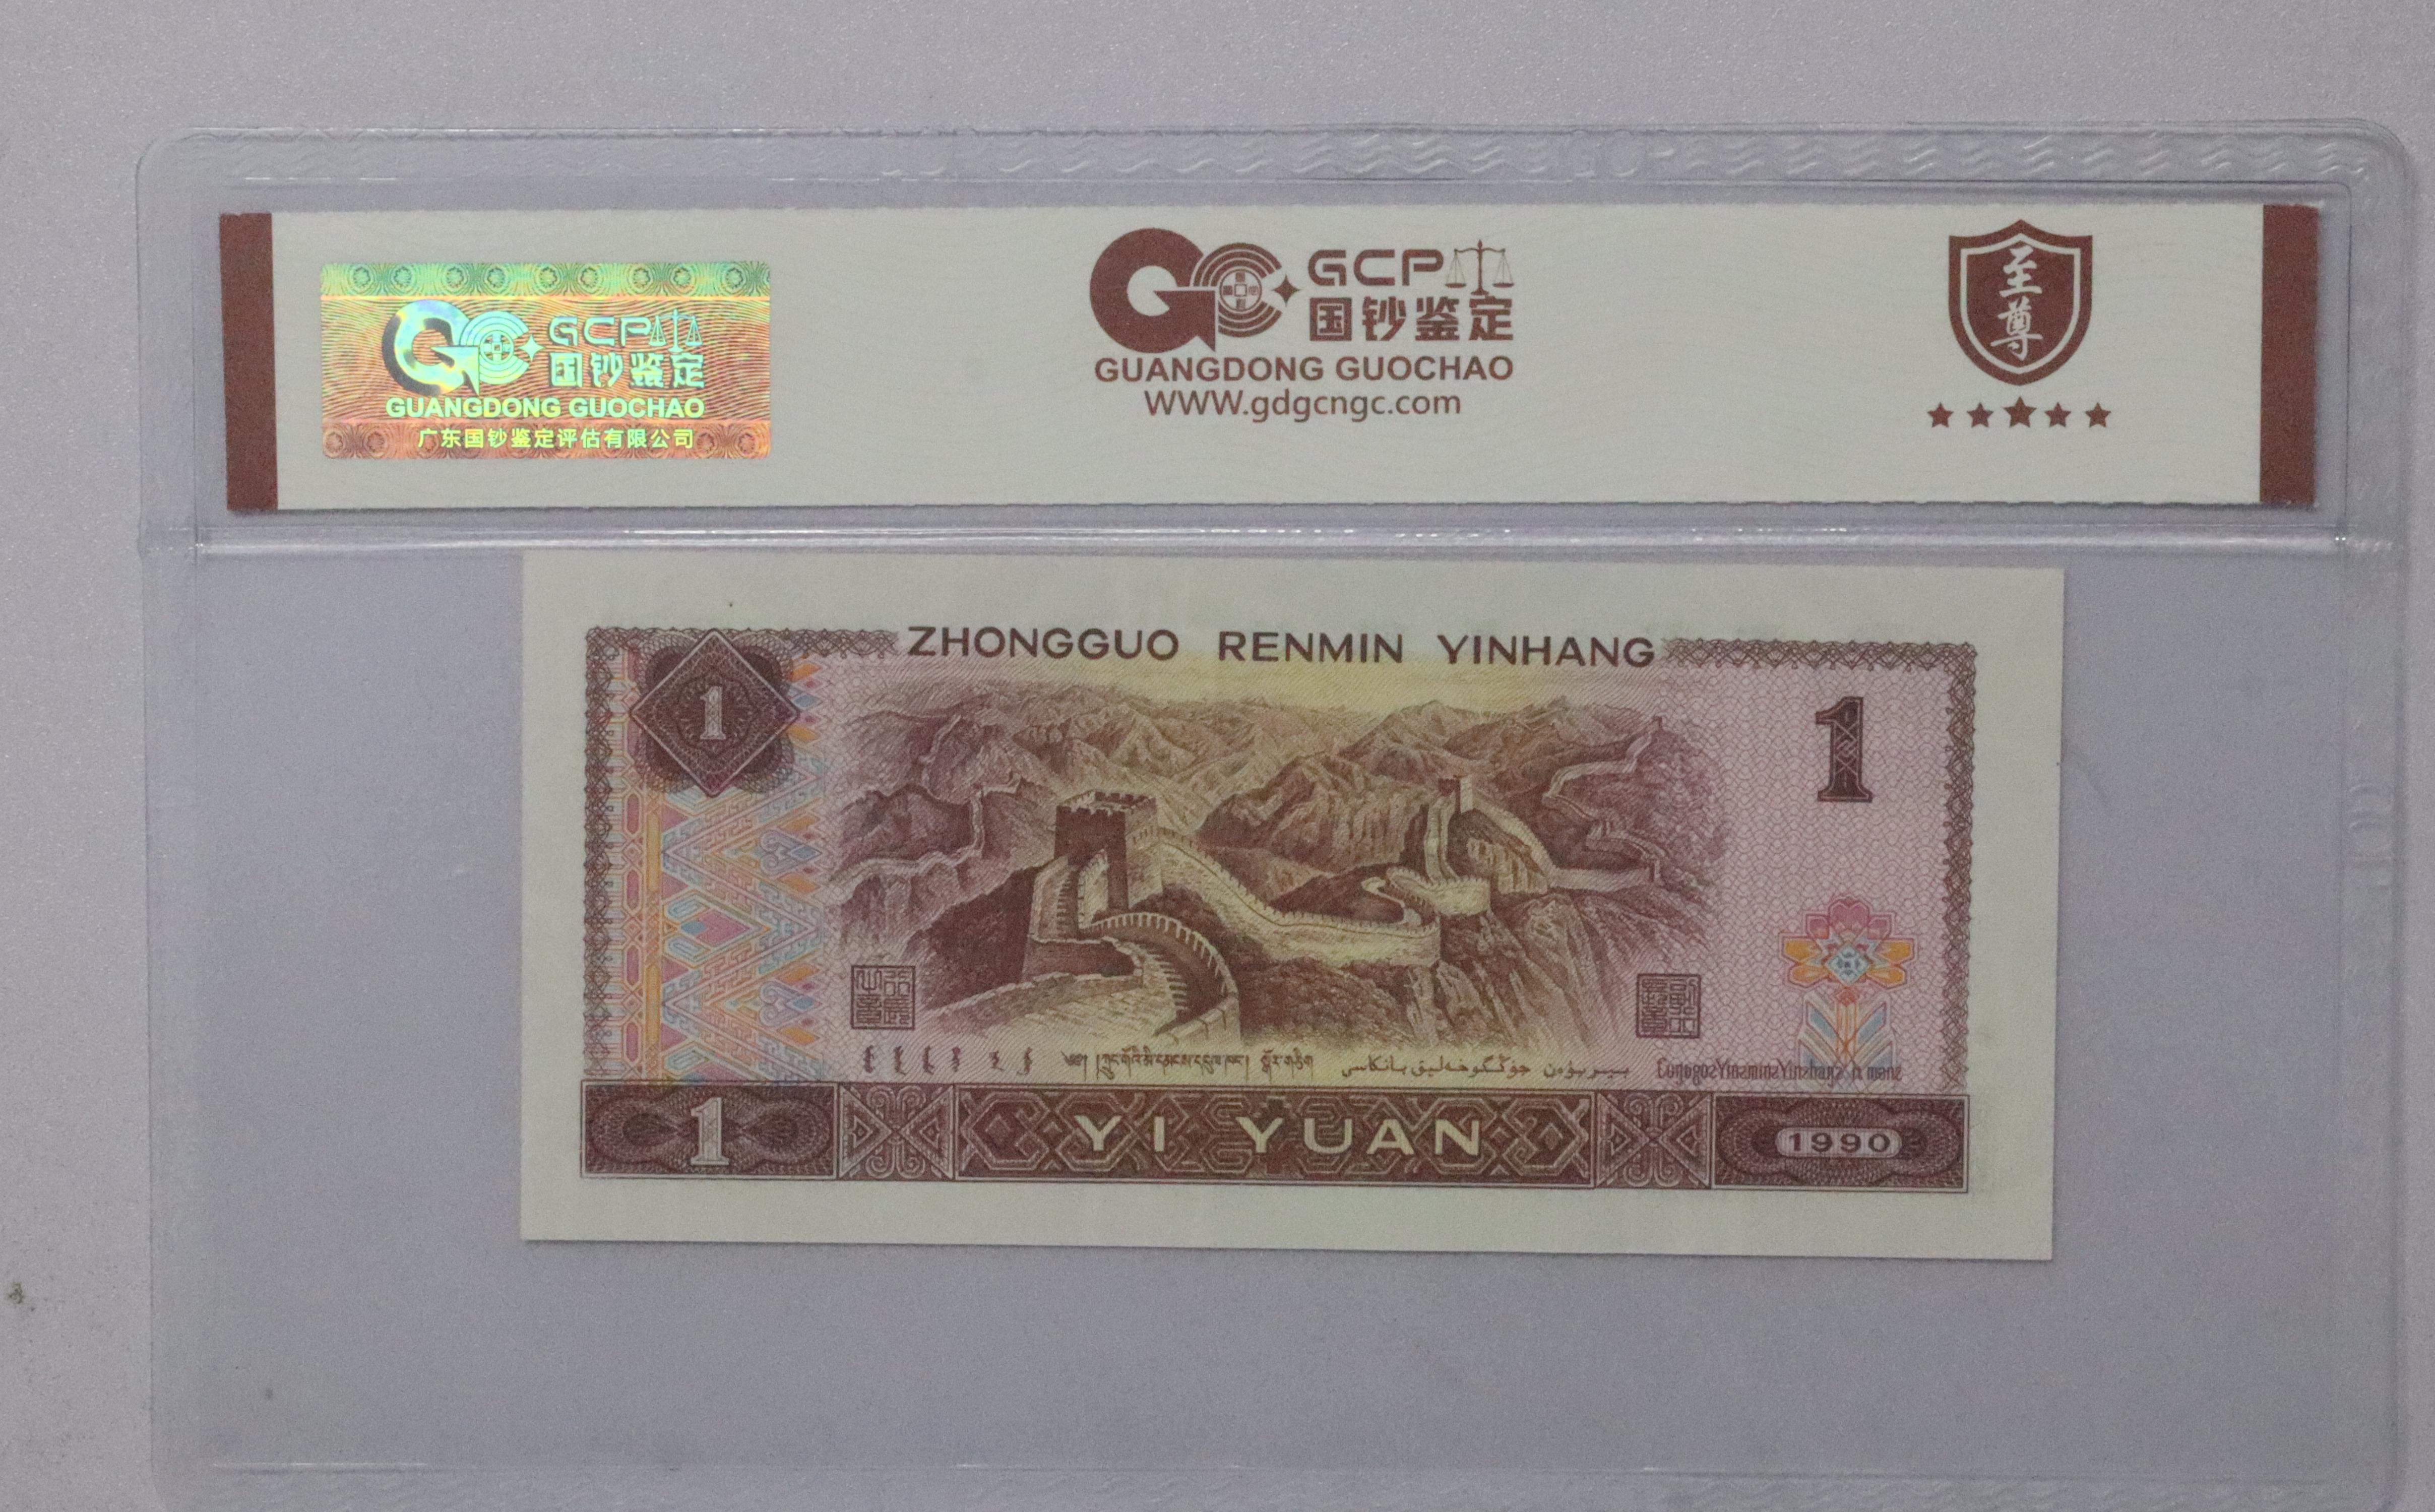 GCP
国钞鉴定
GUANGDONG GUOCHAO
广东国钞鉴定评估有限公司
GCP
国钞鉴定
GUANGDONG GUOCHAO
WWW.gdgcngc.com
至尊
ZHONGGUO RENMIN YINHANG
1
1
1
YI YUAN
1990